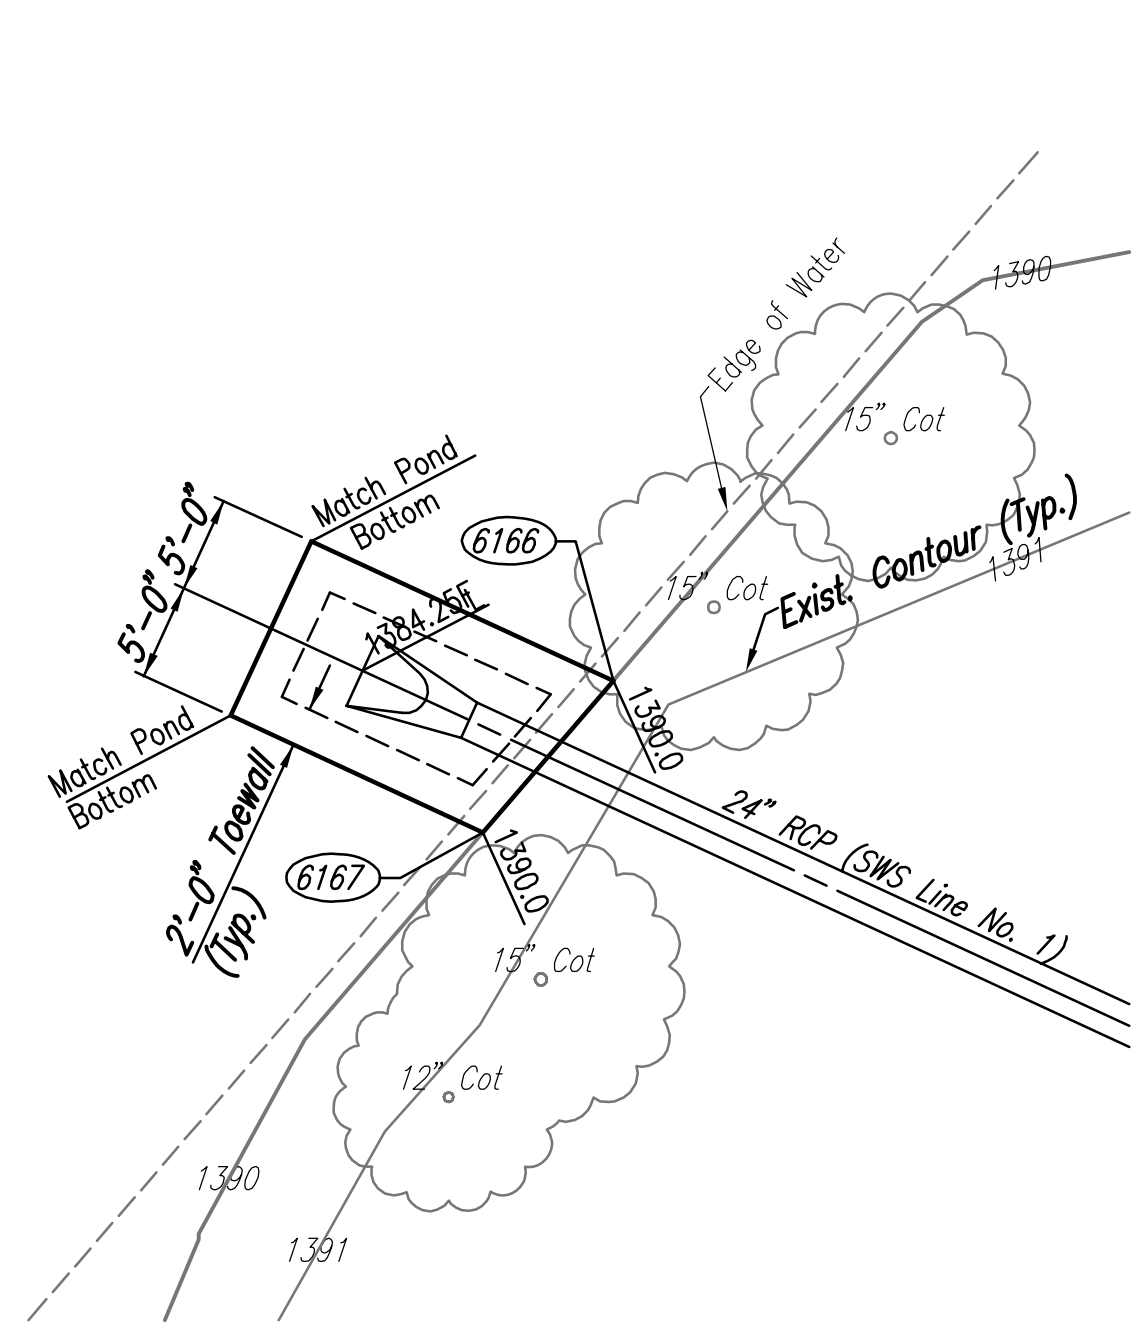 1390
Edge of Water
15" Cot
Match Pond
Bottom
5'-0"
5'-0"
6166
Exist. Contour (Typ.)
1391
15" Cot
1384.25FL
1390.0
Match Pond
Bottom
24" RCP (SWS Line No. 1)
2'-0" Toewall
(Typ.)
6167
1390.0
15" Cot
12" Cot
1390
1391